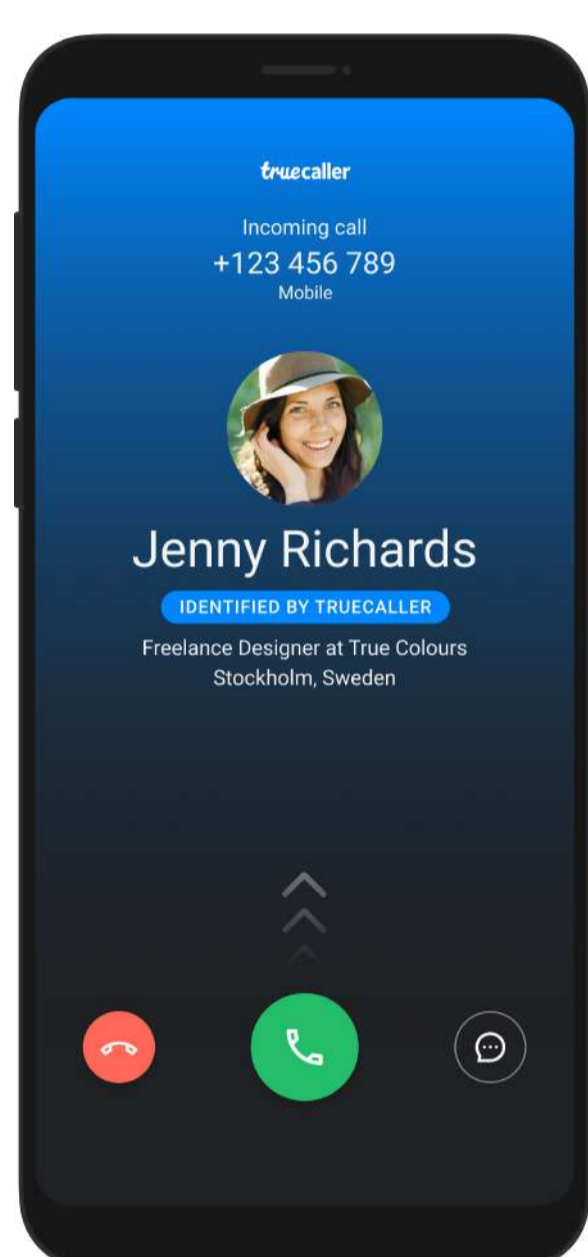 truecaller
Incoming call
+123 456 789
Mobile
Jenny Richards
IDENTIFIED BY TRUECALLER
Freelance Designer at True Colours
Stockholm, Sweden